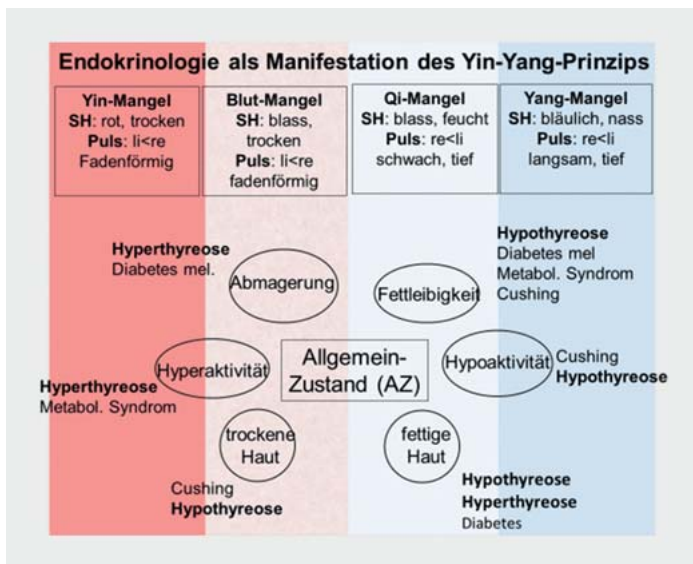 Endokrinologie als Manifestation des Yin-Yang-Prinzips
Yin-Mangel
SH: rot, trocken
Puls: li<re
Fadenförmig
Blut-Mangel
SH: blass,
trocken
Puls: li<re
fadenförmig
Qi-Mangel
SH: blass, feucht
Puls: re<li
schwach, tief
Yang-Mangel
SH: bläulich, nass
Puls: re<li
langsam, tief
Hyperthyreose
Diabetes mel.
Abmagerung
Fettleibigkeit
Hypothyreose
Diabetes mel
Metabol. Syndrom
Cushing
Hyperaktivität
Hyperthyreose
Metabol. Syndrom
Allgemein-
Zustand (AZ)
Hypoaktivität
Cushing
Hypothyreose
trockene
Haut
Cushing
Hypothyreose
fettige
Haut
Hypothyreose
Hyperthyreose
Diabetes